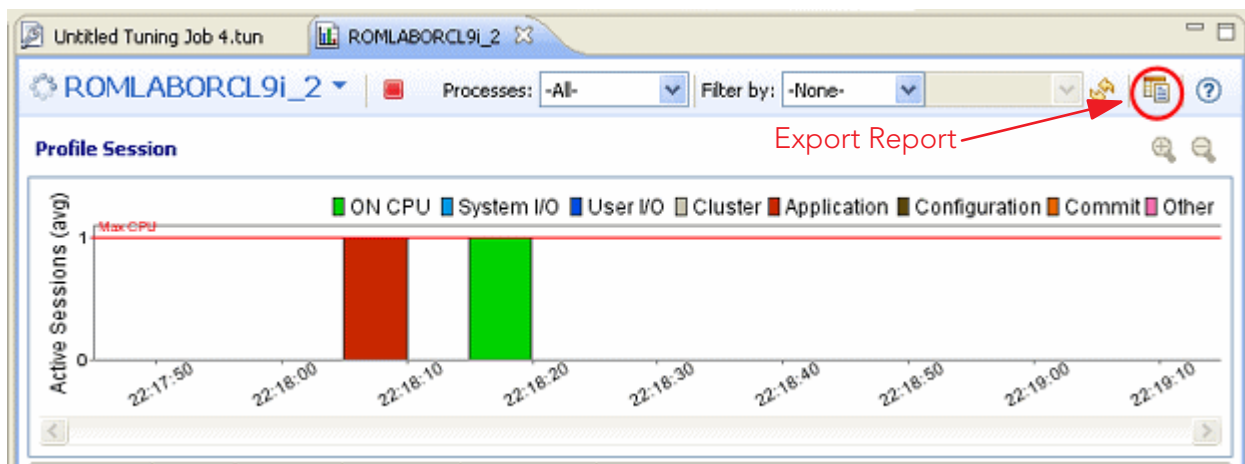 Untitled Tuning Job 4.tun ROMLABORCL9i_2
ROMLABORCL9i_2 Processes: -All- Filter by: -None-
Export Report
Profile Session
ON CPU System I/O User I/O Cluster Application Configuration Commit Other
Max CPU
Active Sessions (avg)
1
0
22:17:50 22:18:00 22:18:10 22:18:20 22:18:30 22:18:40 22:18:50 22:19:00 22:19:10